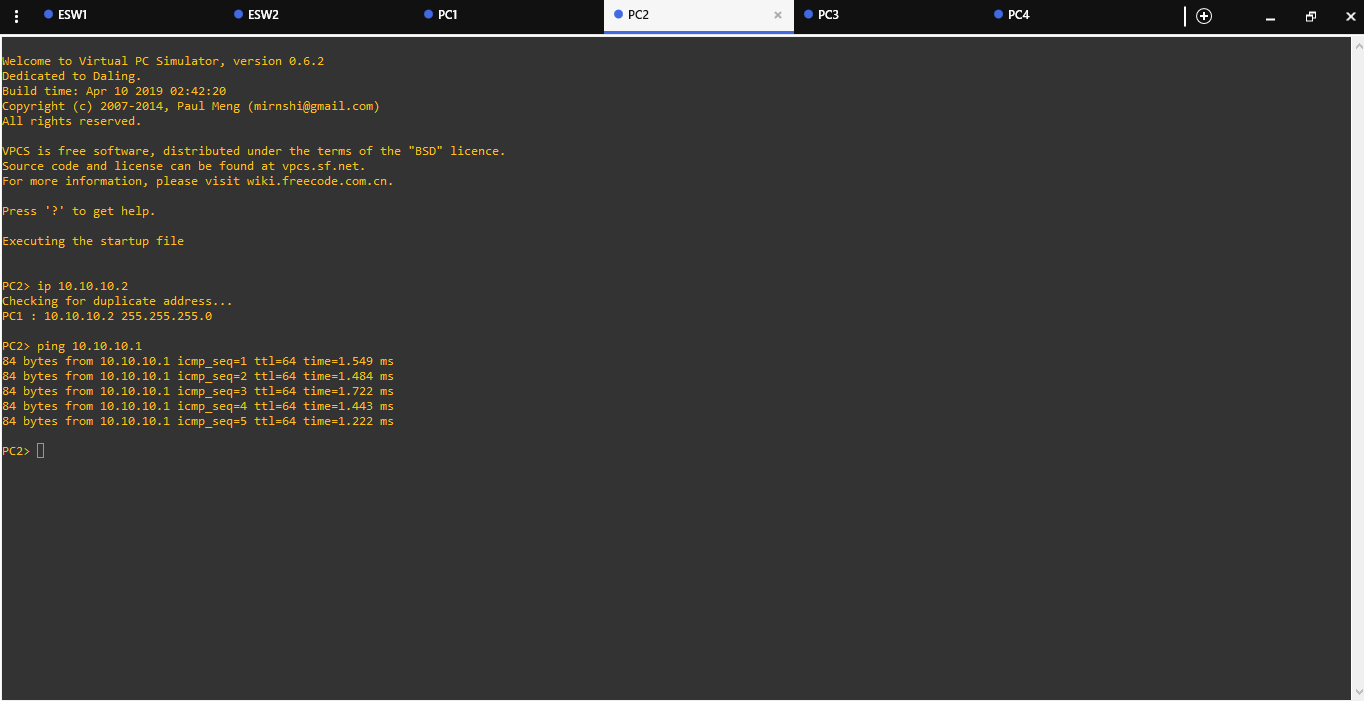 ESW1 ESW2 PC1 PC2 PC3 PC4
Welcome to Virtual PC Simulator, version 0.6.2
Dedicated to Daling.
Build time: Apr 10 2019 02:42:20
Copyright (c) 2007-2014, Paul Meng (mirnshi@gmail.com)
All rights reserved.
VPCS is free software, distributed under the terms of the "BSD" licence.
Source code and license can be found at vpcs.sf.net.
For more information, please visit wiki.freecode.com.cn.
Press '?' to get help.
Executing the startup file
PC2> ip 10.10.10.2
Checking for duplicate address...
PC1 : 10.10.10.2 255.255.255.0
PC2> ping 10.10.10.1
84 bytes from 10.10.10.1 icmp_seq=1 ttl=64 time=1.549 ms
84 bytes from 10.10.10.1 icmp_seq=2 ttl=64 time=1.484 ms
84 bytes from 10.10.10.1 icmp_seq=3 ttl=64 time=1.722 ms
84 bytes from 10.10.10.1 icmp_seq=4 ttl=64 time=1.443 ms
84 bytes from 10.10.10.1 icmp_seq=5 ttl=64 time=1.222 ms
PC2>